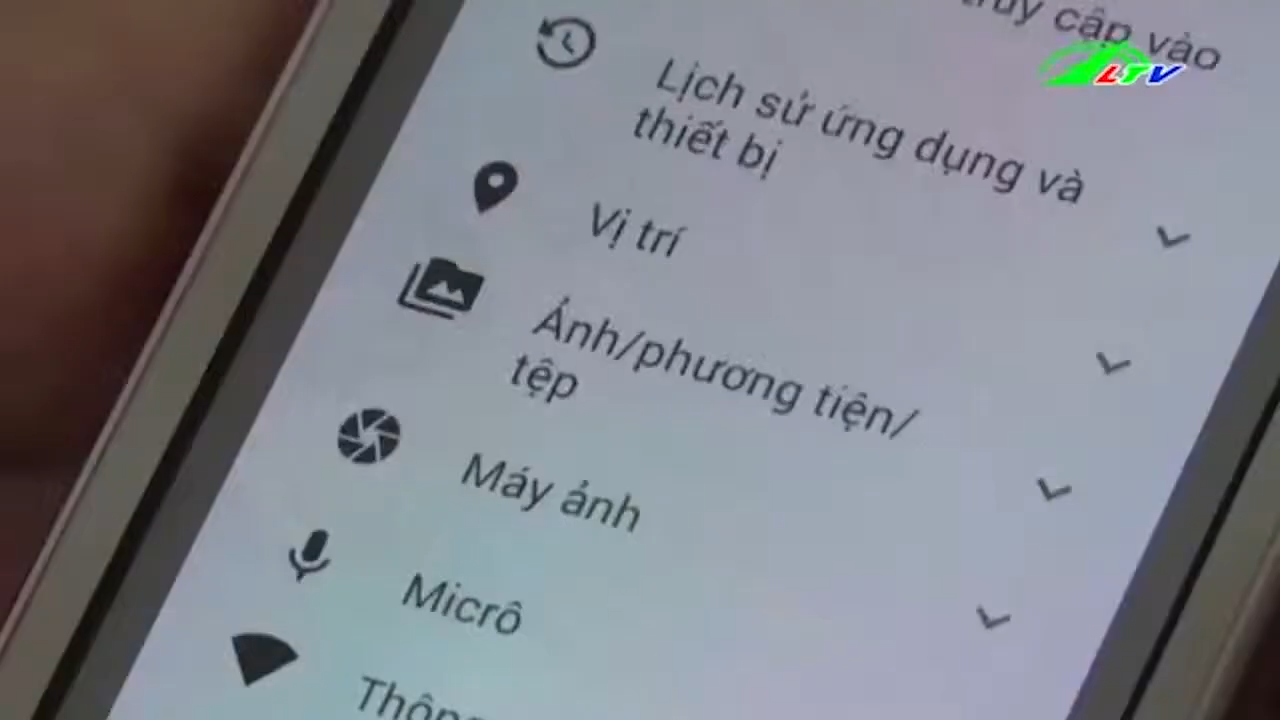 truy cập vào
LTV
Lịch sử ứng dụng và
thiết bị
Vị trí
Ảnh/phương tiện/
tệp
Máy ảnh
Micrô